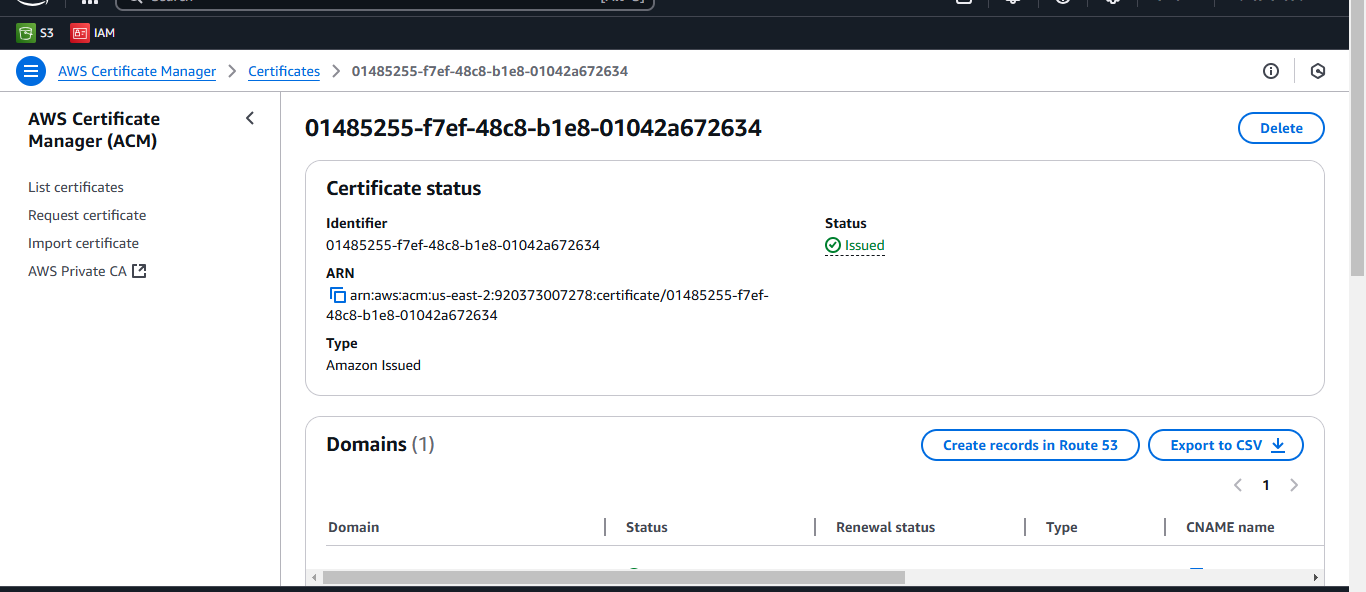 S3 IAM
AWS Certificate Manager Certificates 01485255-f7ef-48c8-b1e8-01042a672634
AWS Certificate
Manager (ACM)
List certificates
Request certificate
Import certificate
AWS Private CA
01485255-f7ef-48c8-b1e8-01042a672634
Delete
Certificate status
Identifier
01485255-f7ef-48c8-b1e8-01042a672634
Status
Issued
ARN
arn:aws:acm:us-east-2:920373007278:certificate/01485255-f7ef-
48c8-b1e8-01042a672634
Type
Amazon Issued
Domains (1)
Create records in Route 53
Export to CSV
1
Domain Status Renewal status Type CNAME name